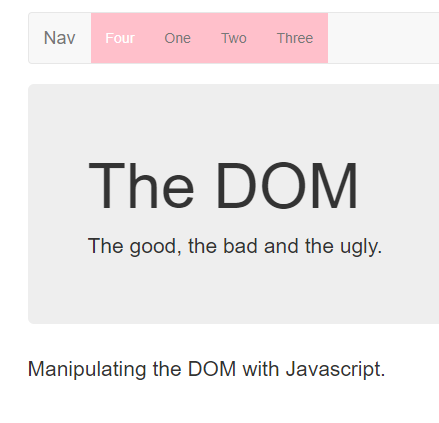 Nav Four One Two Three
The DOM
The good, the bad and the ugly.
Manipulating the DOM with Javascript.